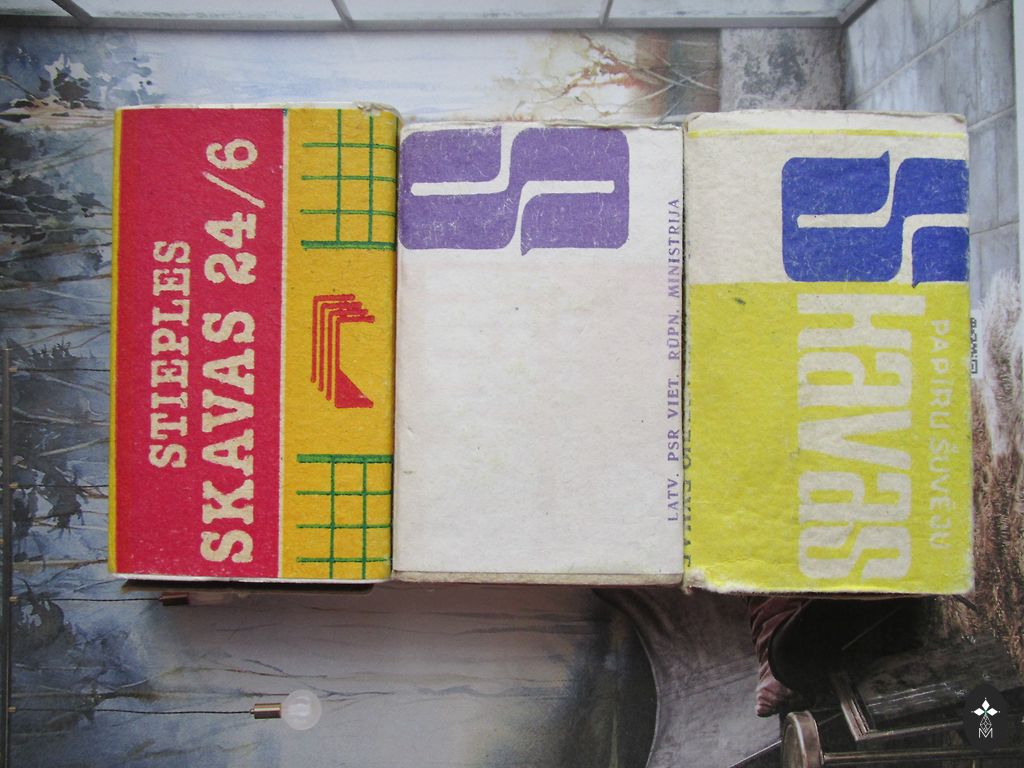 STIEPLES
SKAVAS 24/6
LATV. PSR VIET. RŪPN. MINISTRIJA
PAPĪRU ŠUVĒJU
sKavas